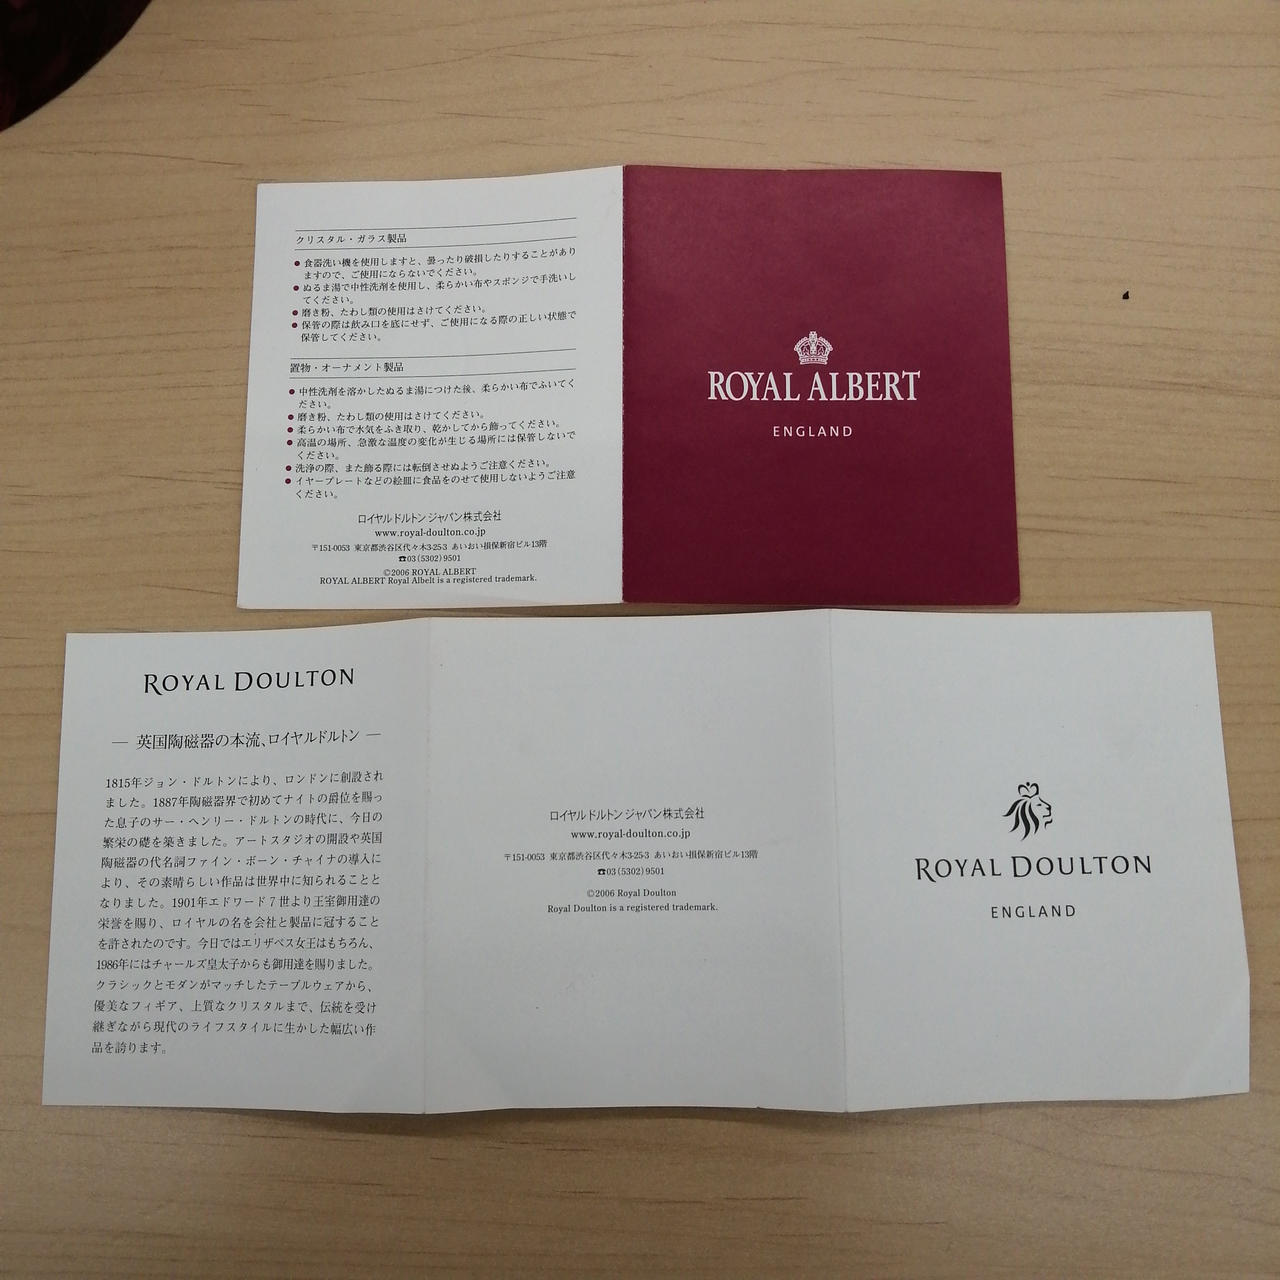 クリスタル・ガラス製品
● 食器洗い機を使用しますと、曇ったり破損したりすることがあり
ますので、ご使用にならないでください。
● ぬるま湯で中性洗剤を使用し、柔らかい布やスポンジで手洗いし
てください。
● 磨き粉、たわし類の使用はさけてください。
● 保管の際は飲み口を底にせず、ご使用になる際の正しい状態で
保管してください。
置物・オーナメント製品
● 中性洗剤を溶かしたぬるま湯につけた後、柔らかい布でふいてく
ださい。
● 磨き粉、たわし類の使用はさけてください。
● 柔らかい布で水気をふき取り、乾かしてから飾ってください。
● 高温の場所、急激な温度の変化が生じる場所には保管しないで
ください。
● 洗浄の際、また飾る際には転倒させぬようご注意ください。
● イヤープレートなどの絵皿に食品をのせて使用しないようご注意
ください。
ロイヤルドルトンジャパン株式会社
www.royal-doulton.co.jp
〒151-0053 東京都渋谷区代々木3-25-3 あいおい損保新宿ビル13階
☎03(5302)9501
©2006 ROYAL ALBERT
ROYAL ALBERT Royal Albelt is a registered trademark.
ROYAL ALBERT
ENGLAND
ROYAL DOULTON
— 英国陶磁器の本流、ロイヤルドルトン —
1815年ジョン・ドルトンにより、ロンドンに創設され
ました。1887年陶磁器界で初めてナイトの爵位を賜っ
た息子のサー・ヘンリー・ドルトンの時代に、今日の
繁栄の礎を築きました。アートスタジオの開設や英国
陶磁器の代名詞ファイン・ボーン・チャイナの導入に
より、その素晴らしい作品は世界中に知られることと
なりました。1901年エドワード7世より王室御用達の
栄誉を賜り、ロイヤルの名を会社と製品に冠すること
を許されたのです。今日ではエリザベス女王はもちろん、
1986年にはチャールズ皇太子からも御用達を賜りました。
クラシックとモダンがマッチしたテーブルウェアから、
優美なフィギア、上質なクリスタルまで、伝統を受け
継ぎながら現代のライフスタイルに生かした幅広い作
品を誇ります。
ロイヤルドルトンジャパン株式会社
www.royal-doulton.co.jp
〒151-0053 東京都渋谷区代々木3-25-3 あいおい損保新宿ビル13階
☎03(5302)9501
©2006 Royal Doulton
Royal Doulton is a registered trademark.
ROYAL DOULTON
ENGLAND